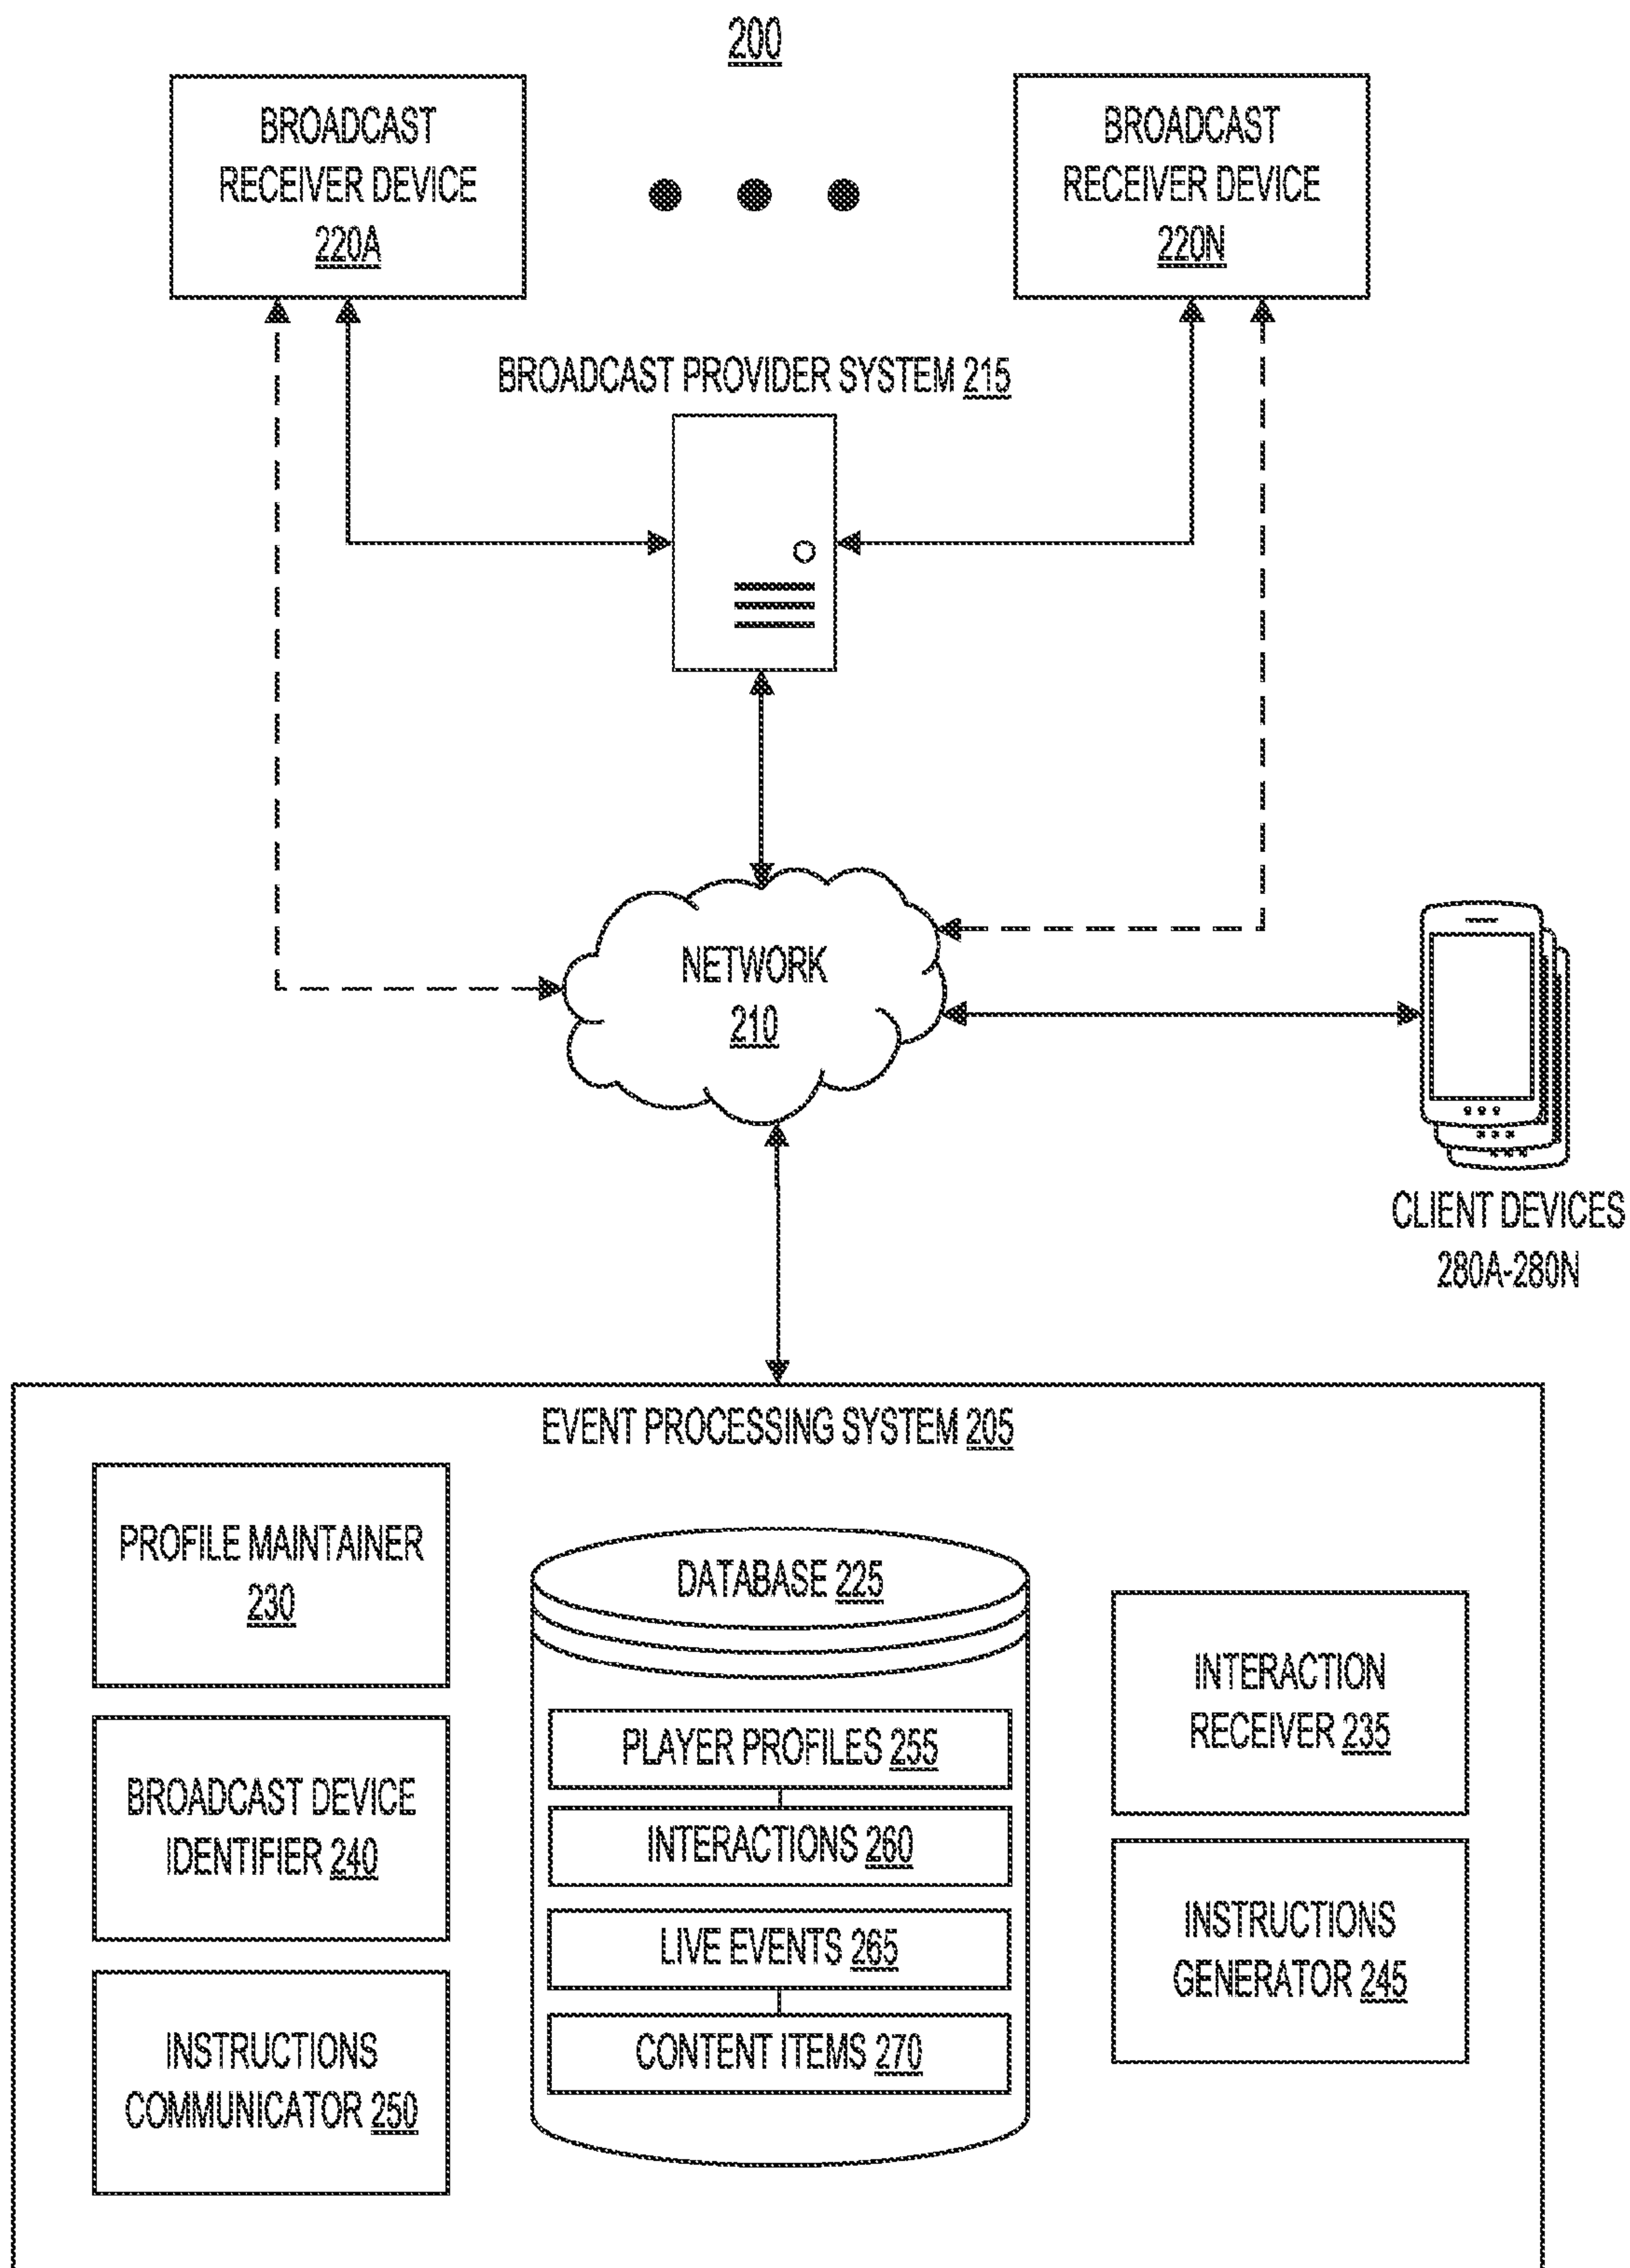 200
BROADCAST
RECEIVER DEVICE
220A
BROADCAST
RECEIVER DEVICE
220N
BROADCAST PROVIDER SYSTEM 215
NETWORK
210
CLIENT DEVICES
280A-280N
EVENT PROCESSING SYSTEM 205
PROFILE MAINTAINER
230
BROADCAST DEVICE
IDENTIFIER 240
INSTRUCTIONS
COMMUNICATOR 250
DATABASE 225
PLAYER PROFILES 255
INTERACTIONS 260
LIVE EVENTS 265
CONTENT ITEMS 270
INTERACTION
RECEIVER 235
INSTRUCTIONS
GENERATOR 245